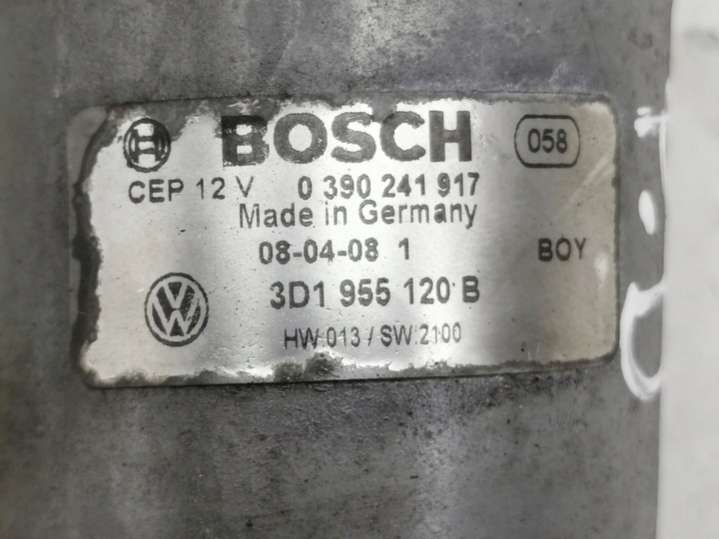 BOSCH 058
CEP 12 V 0 390 241 917
Made in Germany
08-04-08 1 BOY
3D1 955 120 B
HW:013 / SW:2100